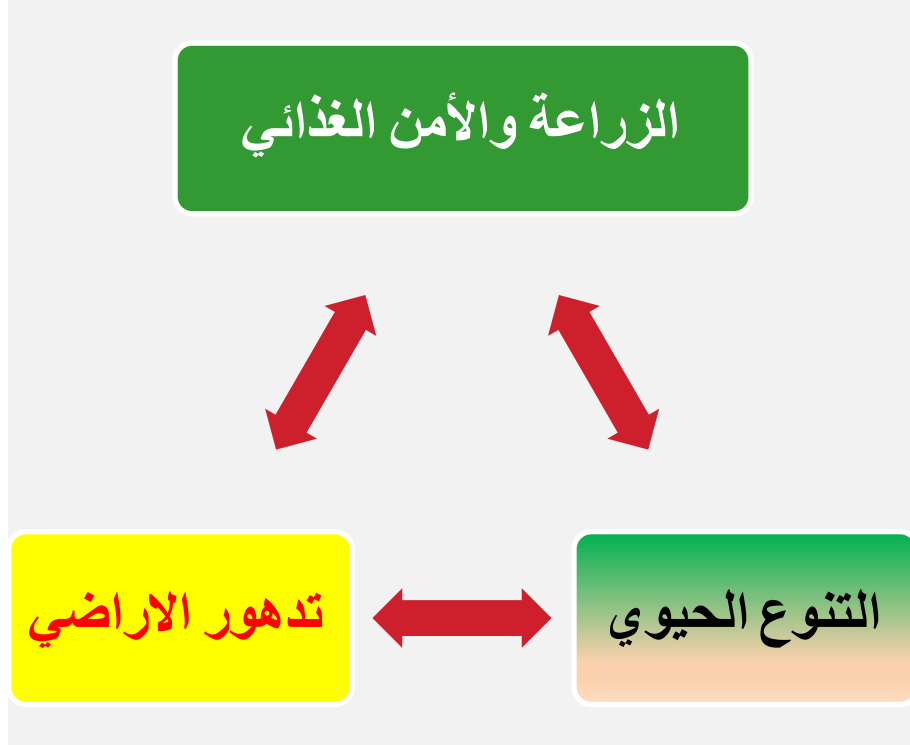 الزراعة والأمن الغذائي
التنوع الحيوي
تدهور الاراضي